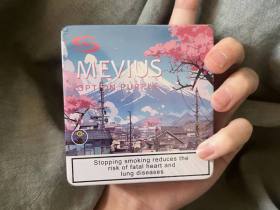 MEVIUS
OPTION PURPLE
Stopping smoking reduces the
risk of fatal heart and
lung diseases